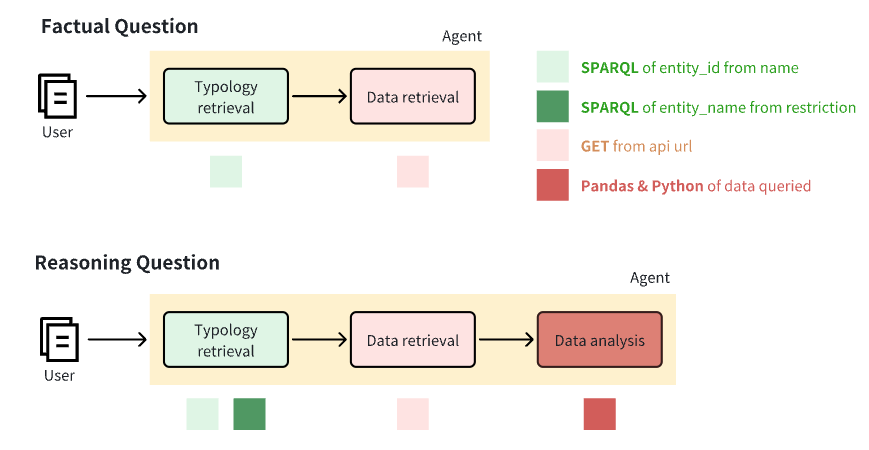 Factual Question
Agent
Typology
retrieval
Data retrieval
User
SPARQL of entity_id from name
SPARQL of entity_name from restriction
GET from api url
Pandas & Python of data queried
Reasoning Question
Agent
Typology
retrieval
Data retrieval
Data analysis
User